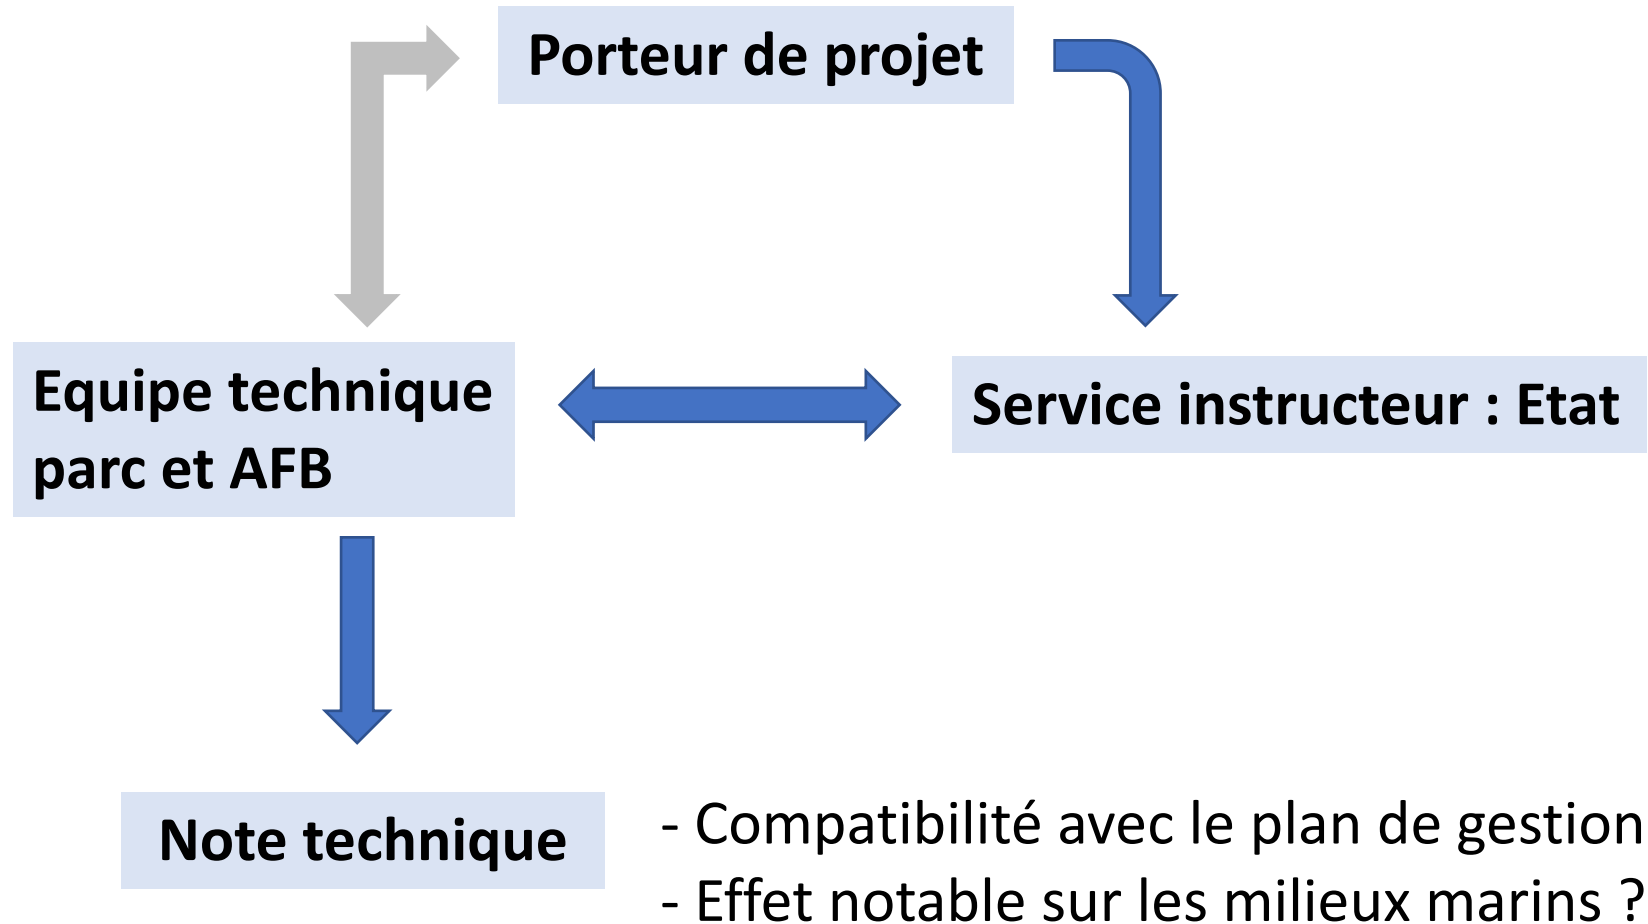 Porteur de projet
Equipe technique
parc et AFB
Service instructeur : Etat
Note technique
- Compatibilité avec le plan de gestion
- Effet notable sur les milieux marins ?